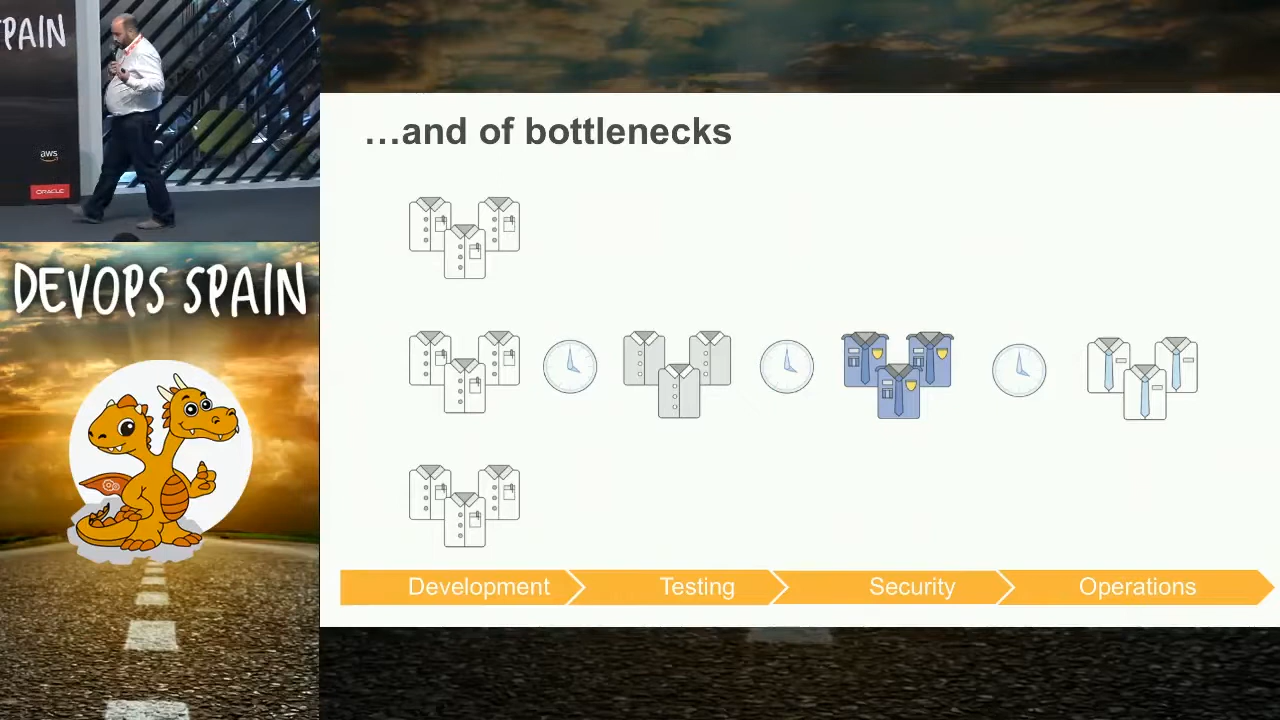 PAIN
aws
ORACLE
DEVOPS SPAIN
…and of bottlenecks
Development
Testing
Security
Operations